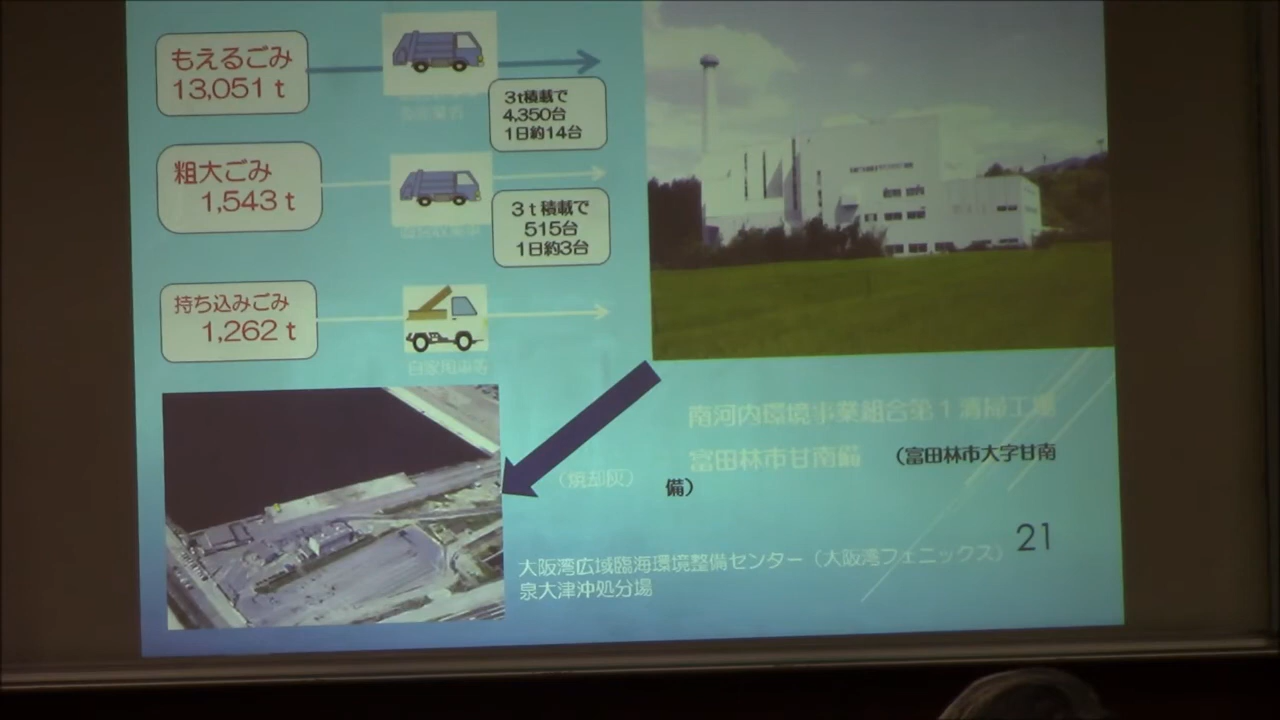 もえるごみ
13,051 t
3t積載で
4,350台
1日約14台
粗大ごみ
1,543 t
3t積載で
515台
1日約3台
持ち込みごみ
1,262 t
自家用車等
南河内環境事業組合第1清掃工場
富田林市甘南備 （富田林市大字甘南
備）
（焼却灰）
21
大阪湾広域臨海環境整備センター（大阪湾フェニックス）
泉大津沖処分場